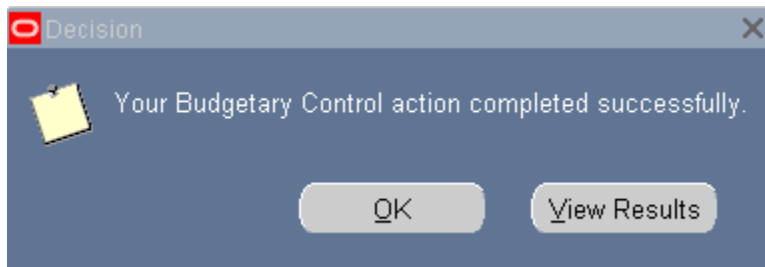 Decision
Your Budgetary Control action completed successfully.
OK
View Results